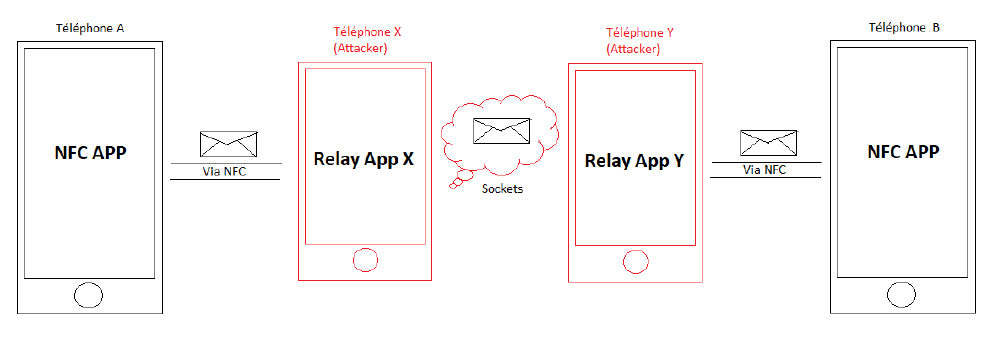 Téléphone A
Téléphone X
(Attacker)
Téléphone Y
(Attacker)
Téléphone B
NFC APP
Via NFC
Relay App X
Sockets
Relay App Y
Via NFC
NFC APP